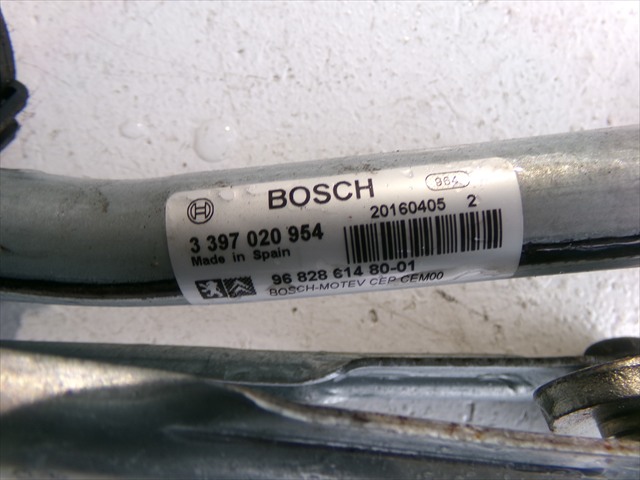 BOSCH
964
20160405 2
3 397 020 954
Made in Spain
96 828 614 80-01
BOSCH-MOTEV CEP CEM00